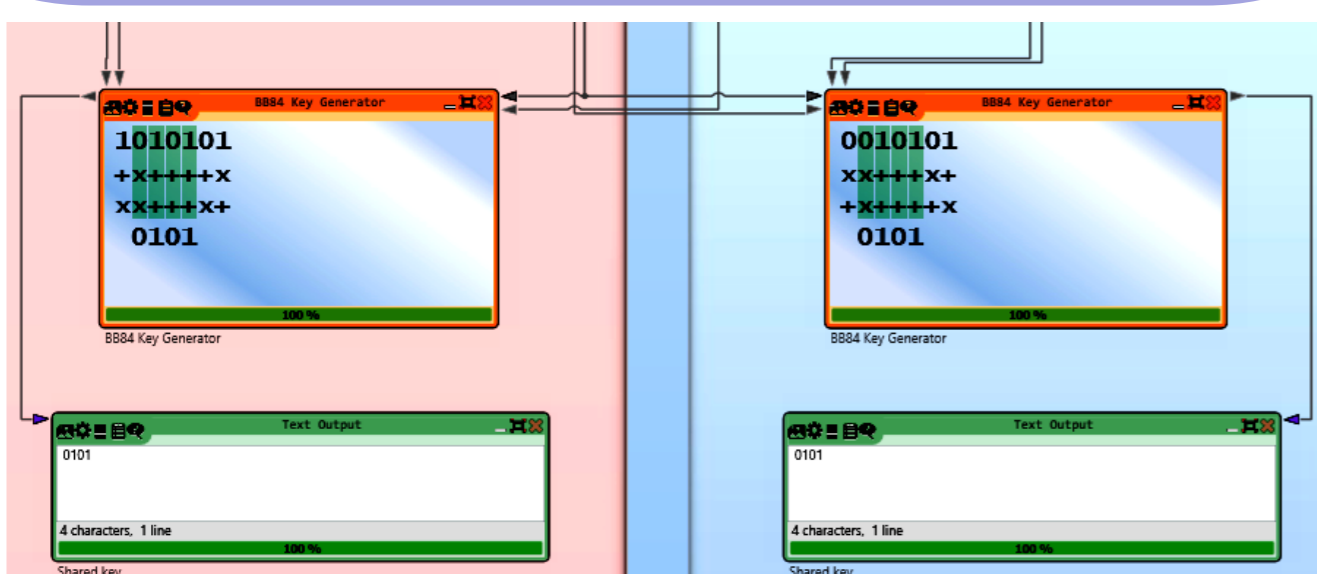 BB84 Key Generator
1010101
+x++++x
xx+++x+
0101
100 %
BB84 Key Generator
Text Output
0101
4 characters, 1 line
100 %
Shared key
BB84 Key Generator
0010101
xx+++x+
+x++++x
0101
100 %
BB84 Key Generator
Text Output
0101
4 characters, 1 line
100 %
Shared key